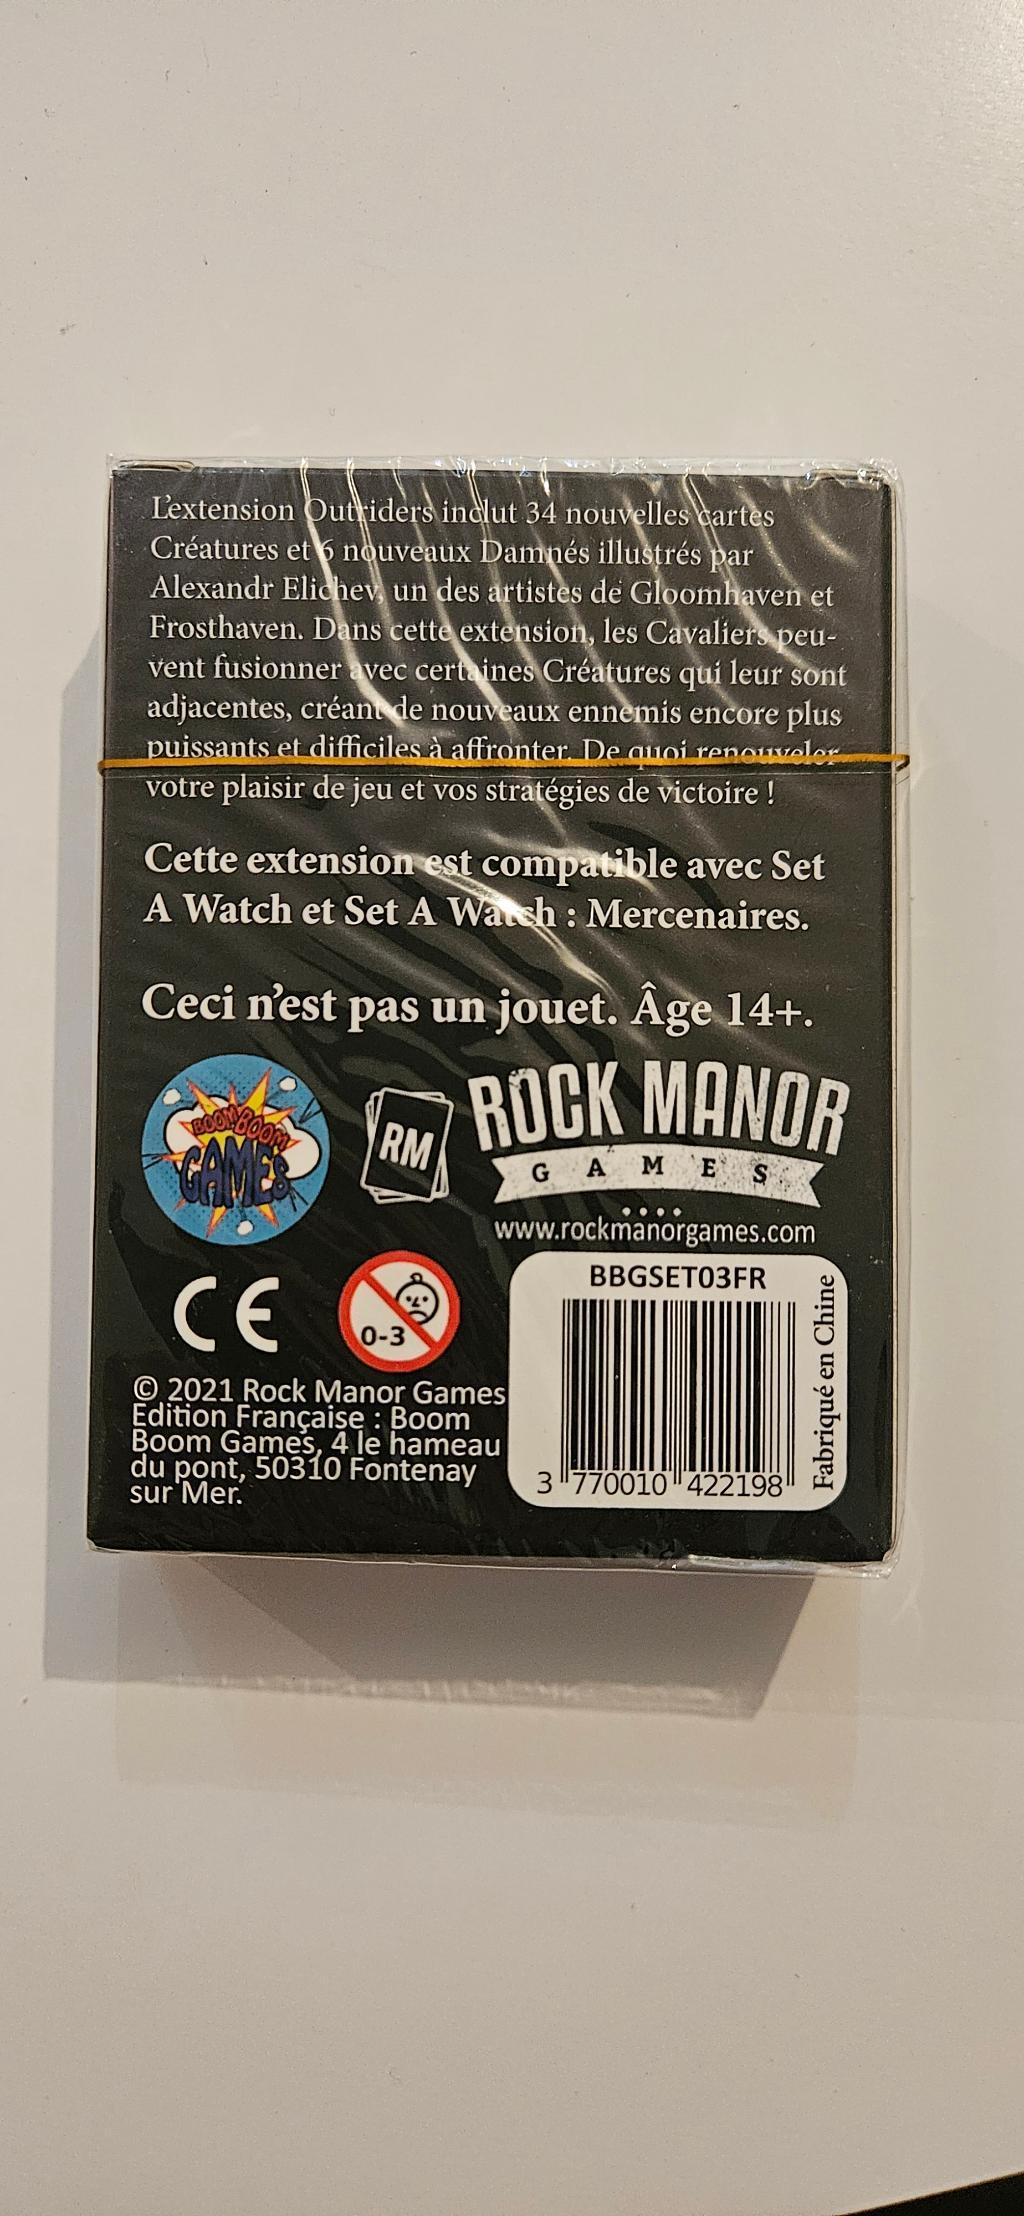 L'extension Outriders inclut 34 nouvelles cartes
Créatures et 6 nouveaux Damnés illustrés par
Alexandr Elichev, un des artistes de Gloomhaven et
Frosthaven. Dans cette extension, les Cavaliers peu-
vent fusionner avec certaines Créatures qui leur sont
adjacentes, créant de nouveaux ennemis encore plus
puissants et difficiles à affronter. De quoi renouveler
votre plaisir de jeu et vos stratégies de victoire !
Cette extension est compatible avec Set
A Watch et Set A Watch : Mercenaires.
Ceci n'est pas un jouet. Âge 14+.
BOOM BOOM
GAMES
RM
ROCK MANOR
GAMES
www.rockmanorgames.com
CE
0-3
BBGSET03FR
3 770010 422198
Fabriqué en Chine
© 2021 Rock Manor Games
Edition Française : Boom
Boom Games, 4 le hameau
du pont, 50310 Fontenay
sur Mer.